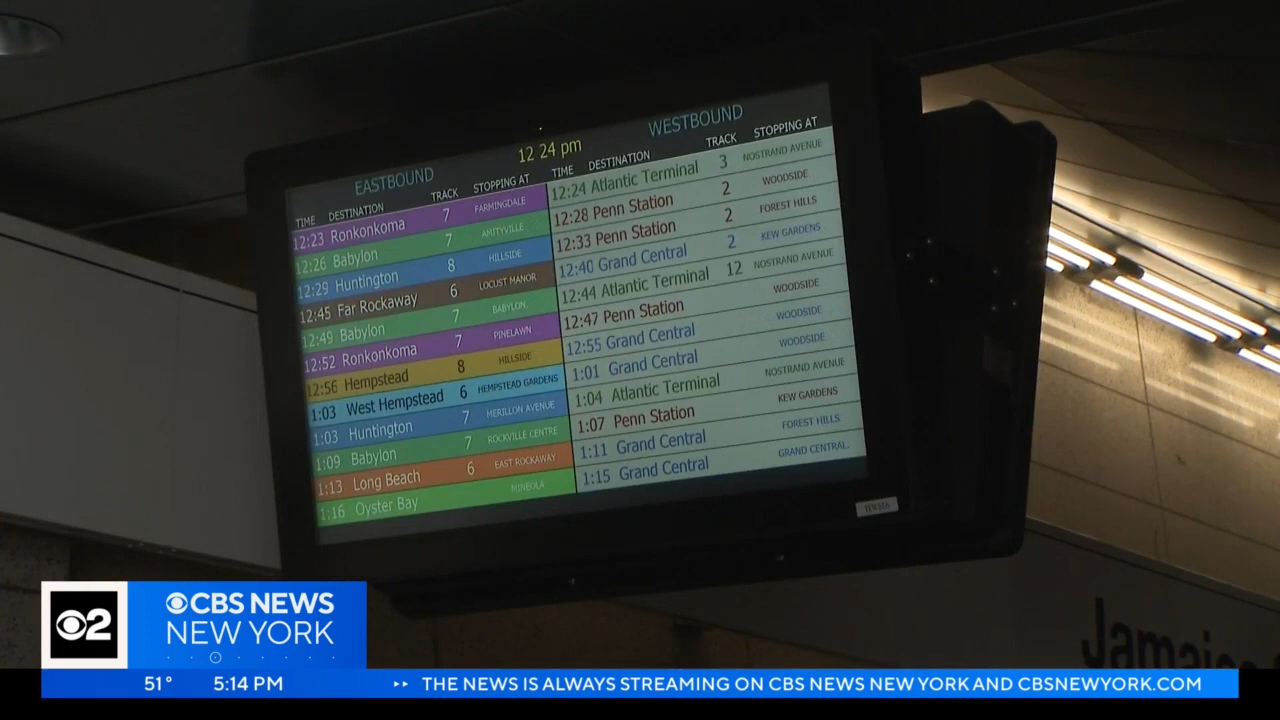 12 24 pm
EASTBOUND
TIME DESTINATION TRACK STOPPING AT
12:23 Ronkonkoma 7 FARMINGDALE
12:26 Babylon 7 AMITYVILLE
12:29 Huntington 8 HILLSIDE
12:45 Far Rockaway 6 LOCUST MANOR
12:49 Babylon 7 BABYLON
12:52 Ronkonkoma 7 PINELAWN
12:56 Hempstead 8 HILLSIDE
1:03 West Hempstead 6 HEMPSTEAD GARDENS
1:03 Huntington 7 MERILLON AVENUE
1:09 Babylon 7 ROCKVILLE CENTRE
1:13 Long Beach 6 EAST ROCKAWAY
1:16 Oyster Bay MINEOLA
WESTBOUND
TIME DESTINATION TRACK STOPPING AT
12:24 Atlantic Terminal 3 NOSTRAND AVENUE
12:28 Penn Station 2 WOODSIDE
12:33 Penn Station 2 FOREST HILLS
12:40 Grand Central 2 KEW GARDENS
12:44 Atlantic Terminal 12 NOSTRAND AVENUE
12:47 Penn Station WOODSIDE
12:55 Grand Central WOODSIDE
1:01 Grand Central WOODSIDE
1:04 Atlantic Terminal NOSTRAND AVENUE
1:07 Penn Station KEW GARDENS
1:11 Grand Central FOREST HILLS
1:15 Grand Central GRAND CENTRAL
Jamaica
2
CBS NEWS
NEW YORK
51° 5:14 PM THE NEWS IS ALWAYS STREAMING ON CBS NEWS NEW YORK AND CBSNEWYORK.COM